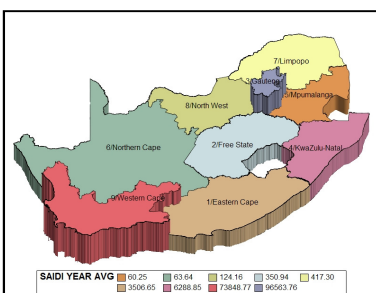 7/Limpopo
3/Gauteng
5/Mpumalanga
8/North West
6/Northern Cape
2/Free State
4/KwaZulu-Natal
9/Western Cape
1/Eastern Cape
SAIDI YEAR AVG 60.25 63.64 124.16 350.94 417.30
3506.65 6288.85 73848.77 96563.76